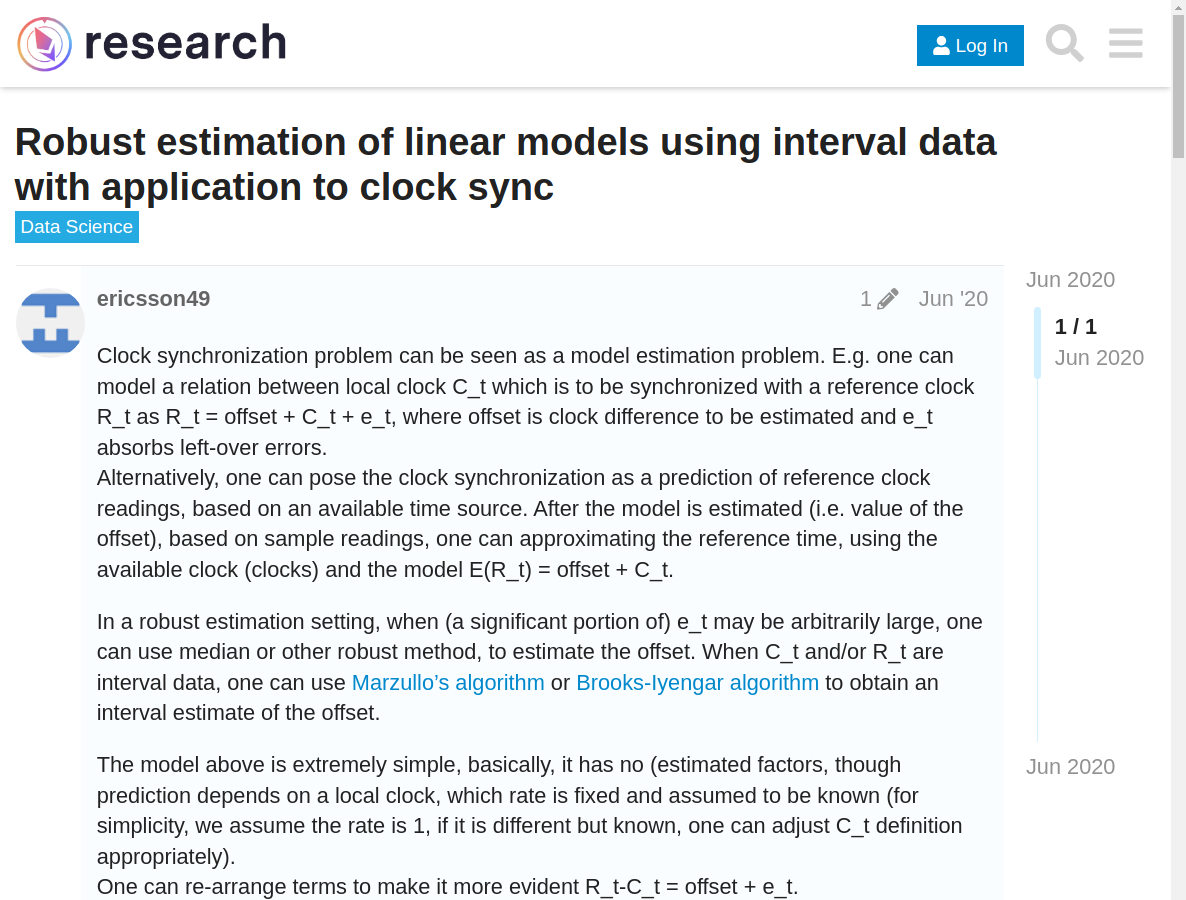 research
Log In
Robust estimation of linear models using interval data
with application to clock sync
Data Science
ericsson49
1
Jun '20
Jun 2020
1 / 1
Jun 2020
Clock synchronization problem can be seen as a model estimation problem. E.g. one can
model a relation between local clock C_t which is to be synchronized with a reference clock
R_t as R_t = offset + C_t + e_t, where offset is clock difference to be estimated and e_t
absorbs left-over errors.
Alternatively, one can pose the clock synchronization as a prediction of reference clock
readings, based on an available time source. After the model is estimated (i.e. value of the
offset), based on sample readings, one can approximating the reference time, using the
available clock (clocks) and the model E(R_t) = offset + C_t.
In a robust estimation setting, when (a significant portion of) e_t may be arbitrarily large, one
can use median or other robust method, to estimate the offset. When C_t and/or R_t are
interval data, one can use Marzullo’s algorithm or Brooks-Iyengar algorithm to obtain an
interval estimate of the offset.
The model above is extremely simple, basically, it has no (estimated factors, though
prediction depends on a local clock, which rate is fixed and assumed to be known (for
simplicity, we assume the rate is 1, if it is different but known, one can adjust C_t definition
appropriately).
One can re-arrange terms to make it more evident R_t-C_t = offset + e_t.
Jun 2020